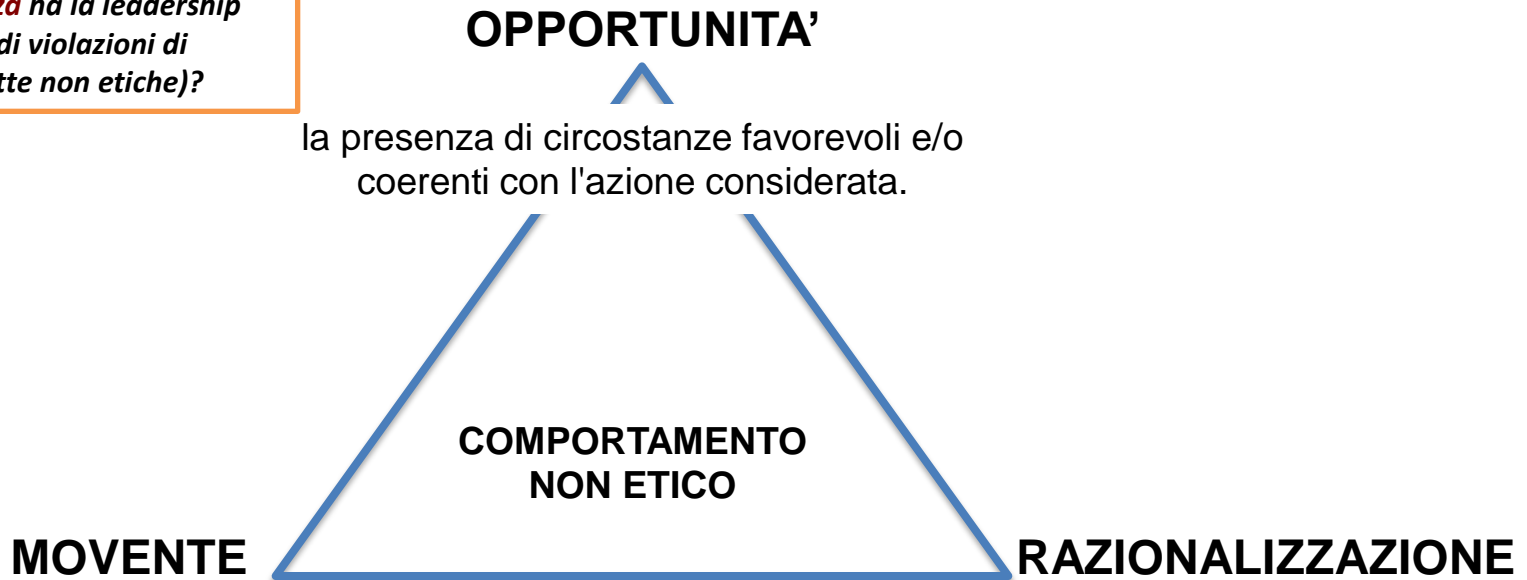 ha la leadership
di violazioni di
non etiche)?
OPPORTUNITA’
la presenza di circostanze favorevoli e/o
coerenti con l'azione considerata.
COMPORTAMENTO
NON ETICO
MOVENTE
RAZIONALIZZAZIONE